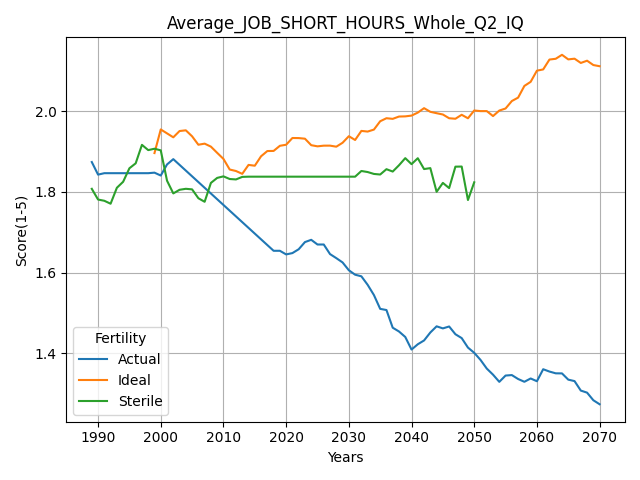 Average_JOB_SHORT_HOURS_Whole_Q2_IQ
Score(1-5)
2.0
1.8
1.6
1.4
Fertility
Actual
Ideal
Sterile
1990 2000 2010 2020 2030 2040 2050 2060 2070
Years